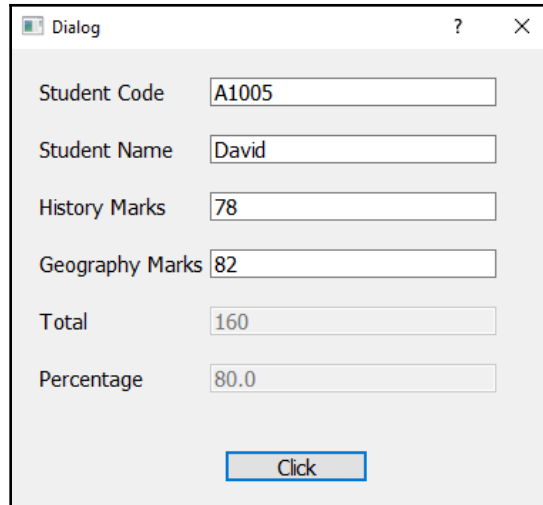 Dialog ?
Student Code A1005
Student Name David
History Marks 78
Geography Marks 82
Total 160
Percentage 80.0
Click